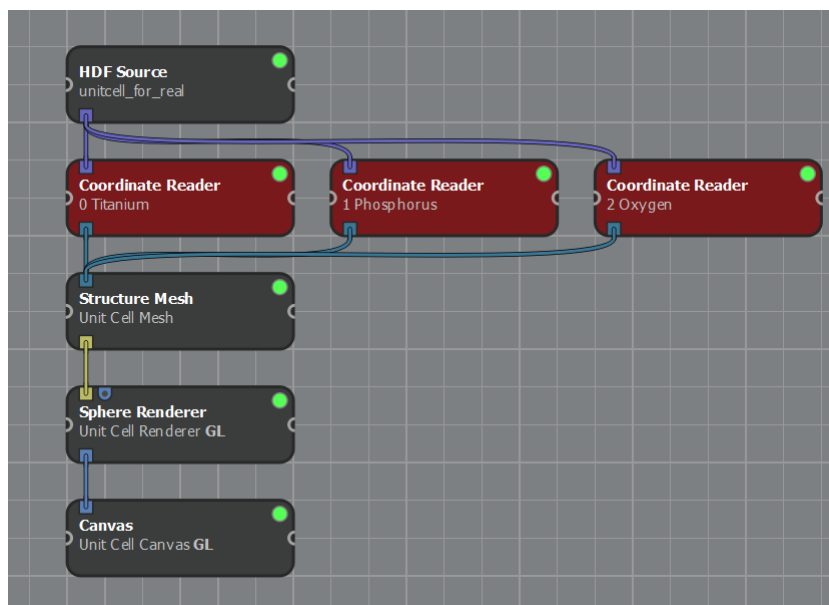 HDF Source
unitcell_for_real
Coordinate Reader
0 Titanium
Coordinate Reader
1 Phosphorus
Coordinate Reader
2 Oxygen
Structure Mesh
Unit Cell Mesh
Sphere Renderer
Unit Cell Renderer GL
Canvas
Unit Cell Canvas GL